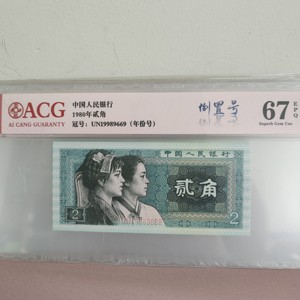 ACG
AI CANG GUARANTY
中国人民银行
1980年贰角
冠号：UN19989669（年份号）
倒置号
67 EPQ
Superb Gem Unc
中国人民银行
贰角
2
2